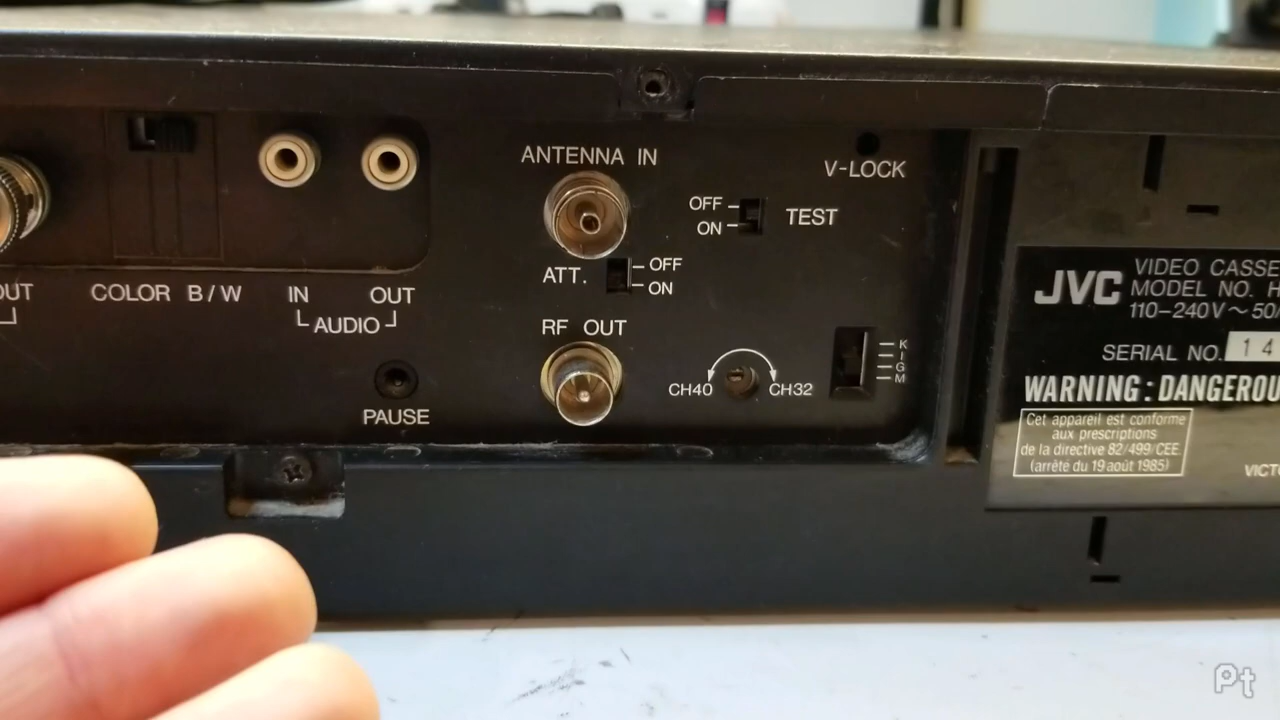 OUT
COLOR B/W
IN OUT
AUDIO
PAUSE
ANTENNA IN
ATT. OFF
ON
RF OUT
OFF
ON
TEST
V-LOCK
CH40 CH32
K
I
G
M
JVC
VIDEO CASSE
MODEL NO. H
110–240V~50/
SERIAL NO. 14
WARNING: DANGEROU
Cet appareil est conforme
aux prescriptions
de la directive 82/499/CEE.
(arrêté du 19 août 1985)
VICTO
Pt